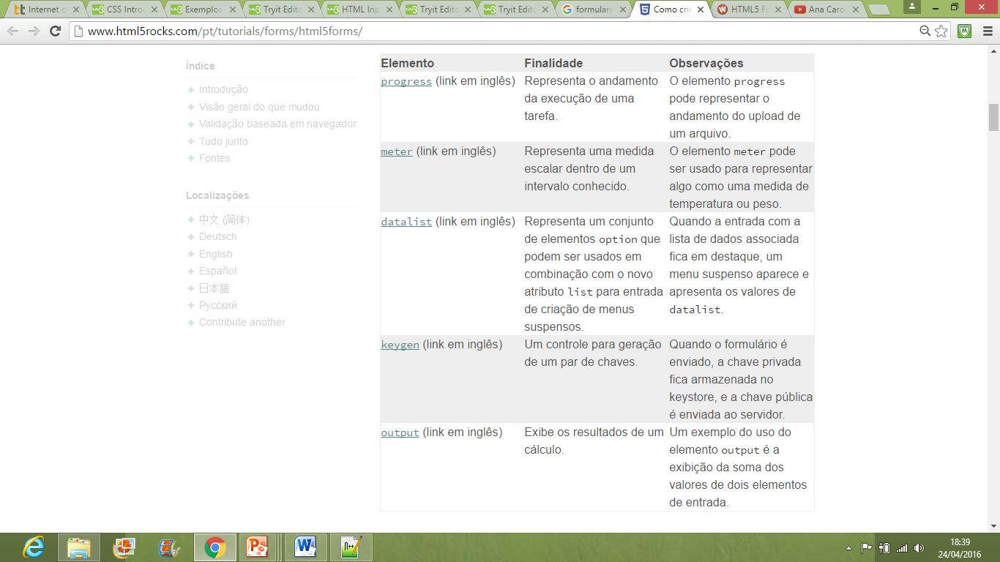 Internet c
CSS Introc
Exemplos
Tryit Edito
HTML Inp
Tryit Edito
Tryit Edito
formulari
Como cria
HTML5 Fo
Ana Caro
www.html5rocks.com/pt/tutorials/forms/html5forms/
Índice
Introdução
Visão geral do que mudou
Validação baseada em navegador
Tudo junto
Fontes
Localizações
中文 (简体)
Deutsch
English
Español
日本語
Русский
Contribute another
Elemento Finalidade Observações
progress (link em inglês) Representa o andamento O elemento progress
da execução de uma pode representar o
tarefa. andamento do upload de
um arquivo.
meter (link em inglês) Representa uma medida O elemento meter pode
escalar dentro de um ser usado para representar
intervalo conhecido. algo como uma medida de
temperatura ou peso.
datalist (link em inglês) Representa um conjunto Quando a entrada com a
de elementos option que lista de dados associada
podem ser usados em fica em destaque, um
combinação com o novo menu suspenso aparece e
atributo list para entrada apresenta os valores de
de criação de menus datalist.
suspensos.
keygen (link em inglês) Um controle para geração Quando o formulário é
de um par de chaves. enviado, a chave privada
fica armazenada no
keystore, e a chave pública
é enviada ao servidor.
output (link em inglês) Exibe os resultados de um Um exemplo do uso do
cálculo. elemento output é a
exibição da soma dos
valores de dois elementos
de entrada.
18:39
24/04/2016